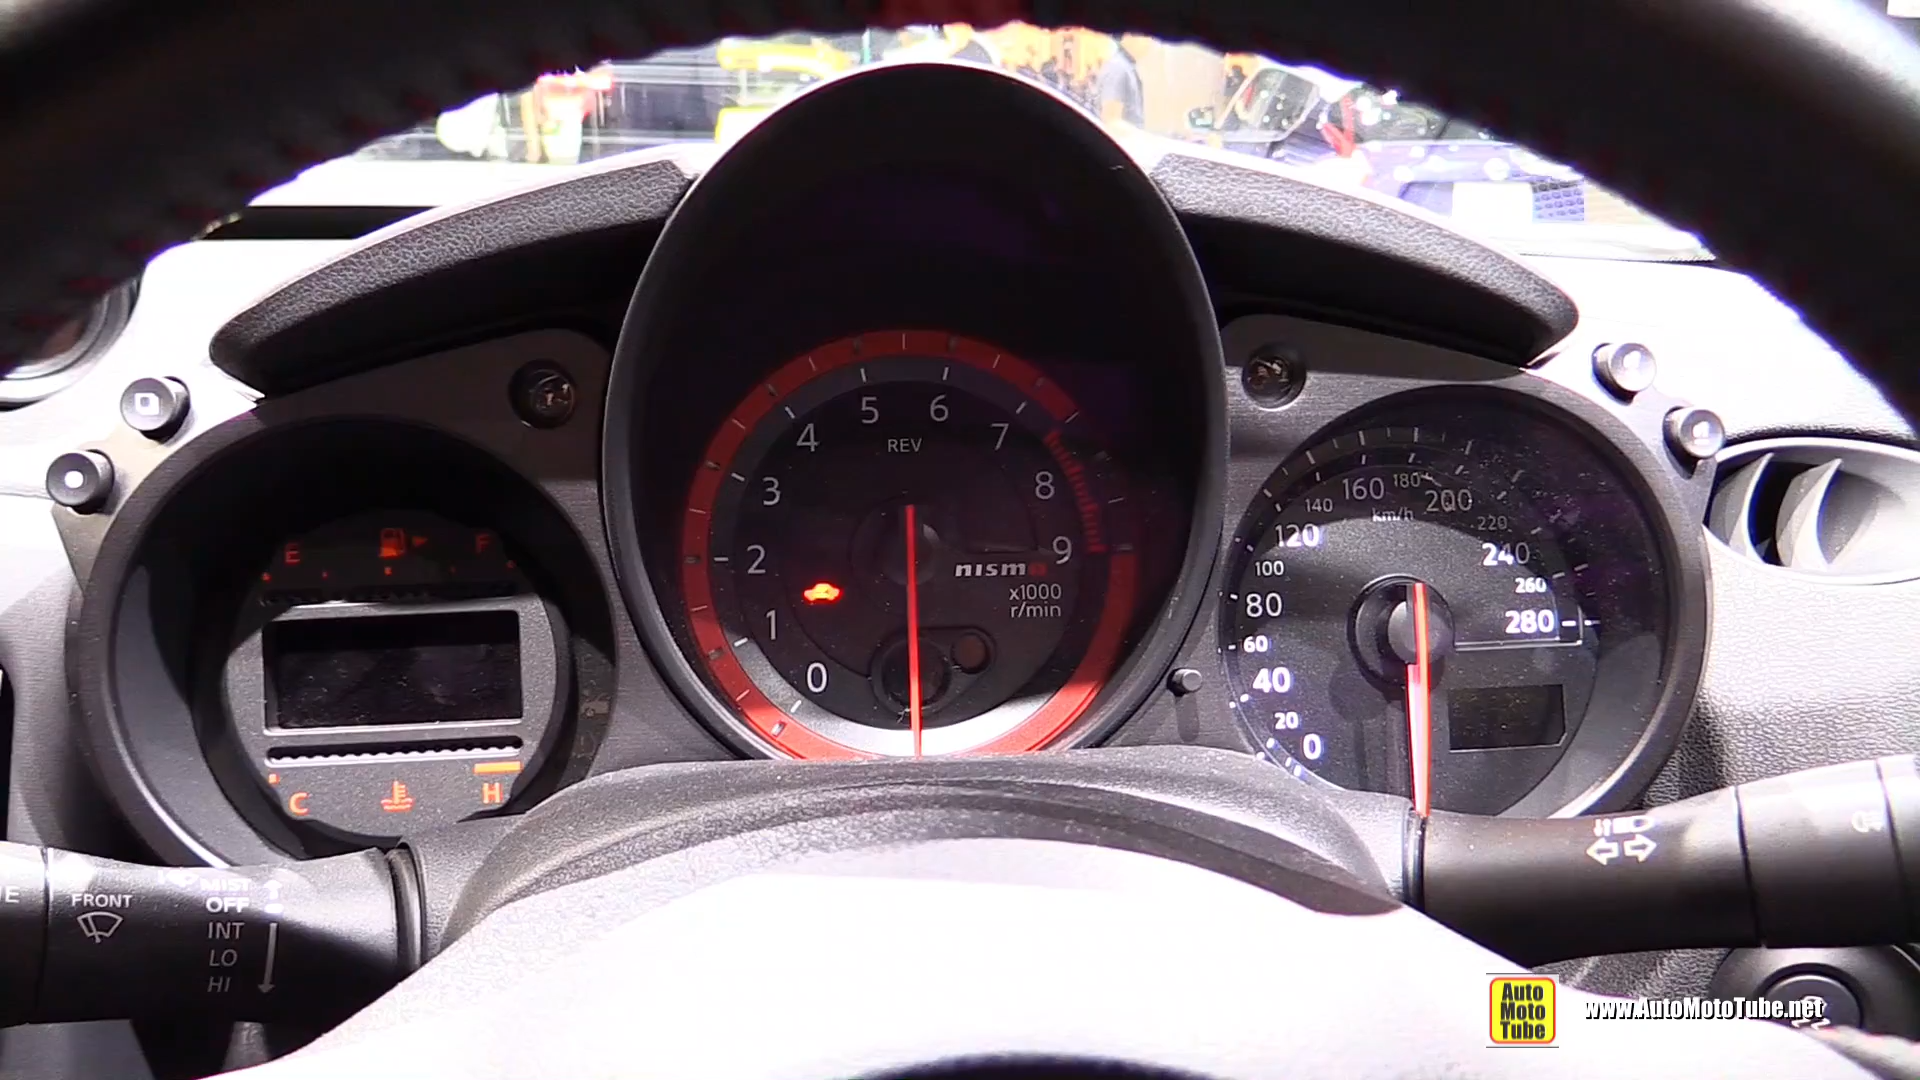 E F
C H
0
1
2
3
4
5
6
7
8
9
REV
nismo
x1000
r/min
0
20
40
60
80
100
120
140
160
180
200
220
240
260
280
km/h
FRONT
MIST
OFF
INT
LO
HI
E
Auto
Moto
Tube
www.AutoMotoTube.net